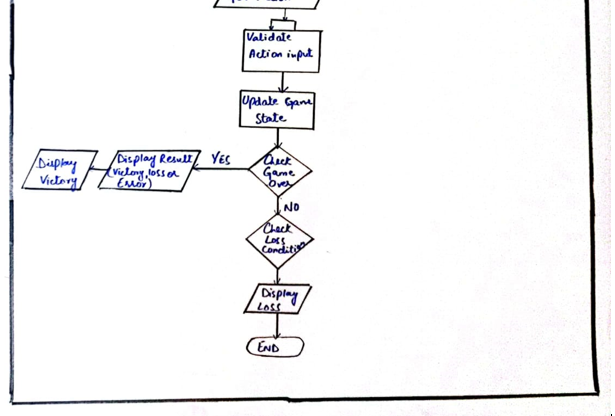 Validate
Action input
Update Game
State
Check
Game
Over
YES
Display Result
(Victory, loss or
Error)
Display
Victory
NO
Check
Loss
Condition?
Display
Loss
END